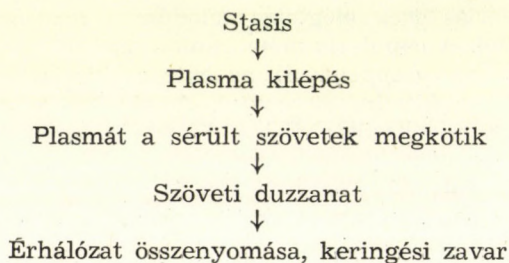 Stasis
↓
Plasma kilépés
↓
Plasmát a sérült szövetek megkötik
↓
Szöveti duzzanat
↓
Érhálózat összenyomása, keringési zavar